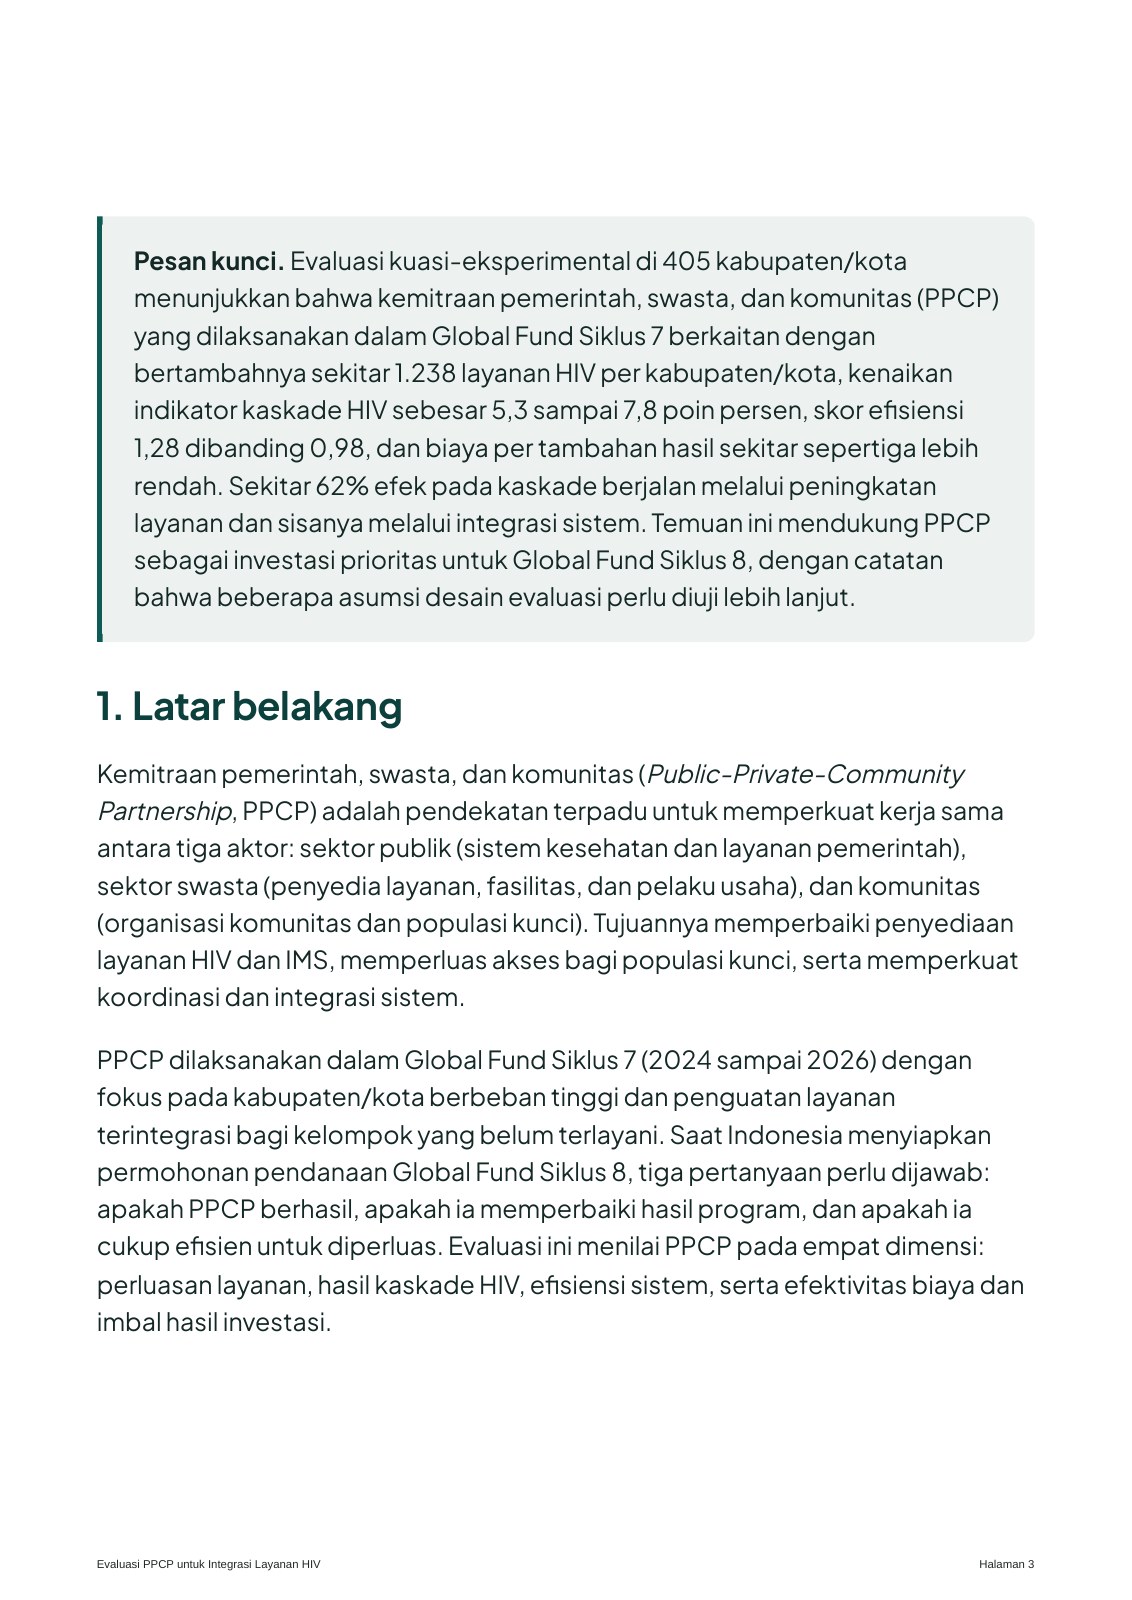 Pesan kunci. Evaluasi kuasi-eksperimental di 405 kabupaten/kota
menunjukkan bahwa kemitraan pemerintah, swasta, dan komunitas (PPCP)
yang dilaksanakan dalam Global Fund Siklus 7 berkaitan dengan
bertambahnya sekitar 1.238 layanan HIV per kabupaten/kota, kenaikan
indikator kaskade HIV sebesar 5,3 sampai 7,8 poin persen, skor efisiensi
1,28 dibanding 0,98, dan biaya per tambahan hasil sekitar sepertiga lebih
rendah. Sekitar 62% efek pada kaskade berjalan melalui peningkatan
layanan dan sisanya melalui integrasi sistem. Temuan ini mendukung PPCP
sebagai investasi prioritas untuk Global Fund Siklus 8, dengan catatan
bahwa beberapa asumsi desain evaluasi perlu diuji lebih lanjut.
1. Latar belakang
Kemitraan pemerintah, swasta, dan komunitas (Public-Private-Community
Partnership, PPCP) adalah pendekatan terpadu untuk memperkuat kerja sama
antara tiga aktor: sektor publik (sistem kesehatan dan layanan pemerintah),
sektor swasta (penyedia layanan, fasilitas, dan pelaku usaha), dan komunitas
(organisasi komunitas dan populasi kunci). Tujuannya memperbaiki penyediaan
layanan HIV dan IMS, memperluas akses bagi populasi kunci, serta memperkuat
koordinasi dan integrasi sistem.
PPCP dilaksanakan dalam Global Fund Siklus 7 (2024 sampai 2026) dengan
fokus pada kabupaten/kota berbeban tinggi dan penguatan layanan
terintegrasi bagi kelompok yang belum terlayani. Saat Indonesia menyiapkan
permohonan pendanaan Global Fund Siklus 8, tiga pertanyaan perlu dijawab:
apakah PPCP berhasil, apakah ia memperbaiki hasil program, dan apakah ia
cukup efisien untuk diperluas. Evaluasi ini menilai PPCP pada empat dimensi:
perluasan layanan, hasil kaskade HIV, efisiensi sistem, serta efektivitas biaya dan
imbal hasil investasi.
Evaluasi PPCP untuk Integrasi Layanan HIV
Halaman 3